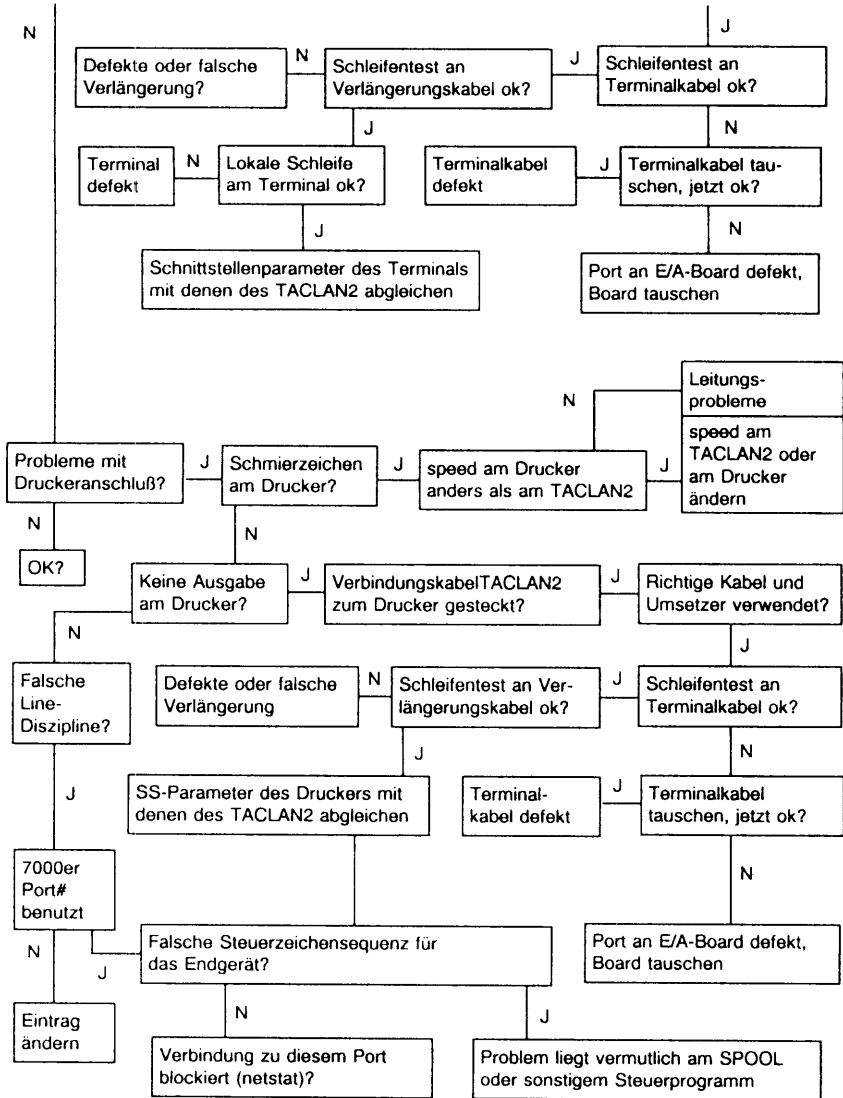 N
J
Defekte oder falsche
Verlängerung?
N
Schleifentest an
Verlängerungskabel ok?
J
Schleifentest an
Terminalkabel ok?
J
N
Terminal
defekt
N
Lokale Schleife
am Terminal ok?
Terminalkabel
defekt
J
Terminalkabel tau-
schen, jetzt ok?
J
N
Schnittstellenparameter des Terminals
mit denen des TACLAN2 abgleichen
Port an E/A-Board defekt,
Board tauschen
Leitungs-
probleme
N
speed am
TACLAN2 oder
am Drucker
ändern
Probleme mit
Druckeranschluß?
J
Schmierzeichen
am Drucker?
J
speed am Drucker
anders als am TACLAN2
J
N
N
OK?
Keine Ausgabe
am Drucker?
J
VerbindungskabelTACLAN2
zum Drucker gesteckt?
J
Richtige Kabel und
Umsetzer verwendet?
N
J
Falsche
Line-
Diszipline?
Defekte oder falsche
Verlängerung
N
Schleifentest an Ver-
längerungskabel ok?
J
Schleifentest an
Terminalkabel ok?
J
N
J
SS-Parameter des Druckers mit
denen des TACLAN2 abgleichen
Terminal-
kabel defekt
J
Terminalkabel
tauschen, jetzt ok?
7000er
Port#
benutzt
N
N
J
Falsche Steuerzeichensequenz für
das Endgerät?
Port an E/A-Board defekt,
Board tauschen
Eintrag
ändern
N
J
Verbindung zu diesem Port
blockiert (netstat)?
Problem liegt vermutlich am SPOOL
oder sonstigem Steuerprogramm